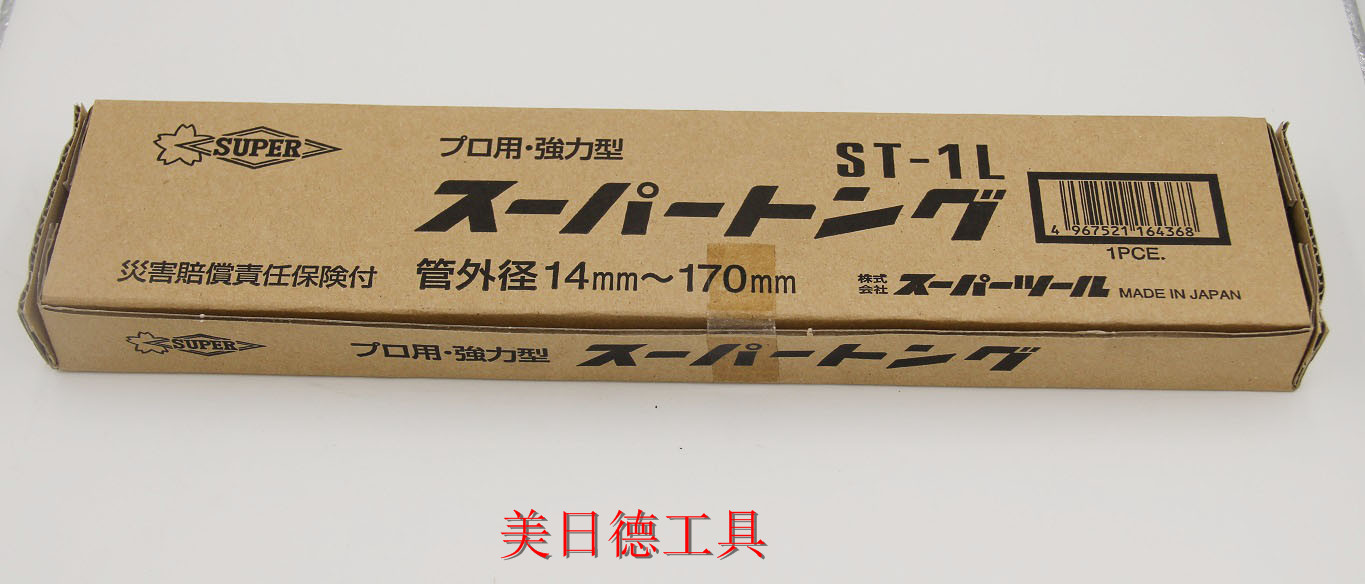 SUPER
プロ用・強力型
ST-1L
スーパートング
4 967521 164368
1PCE.
災害賠償責任保険付
管外径14mm～170mm
株式会社 スーパーツール MADE IN JAPAN
SUPER プロ用・強力型 スーパートング
美日德工具